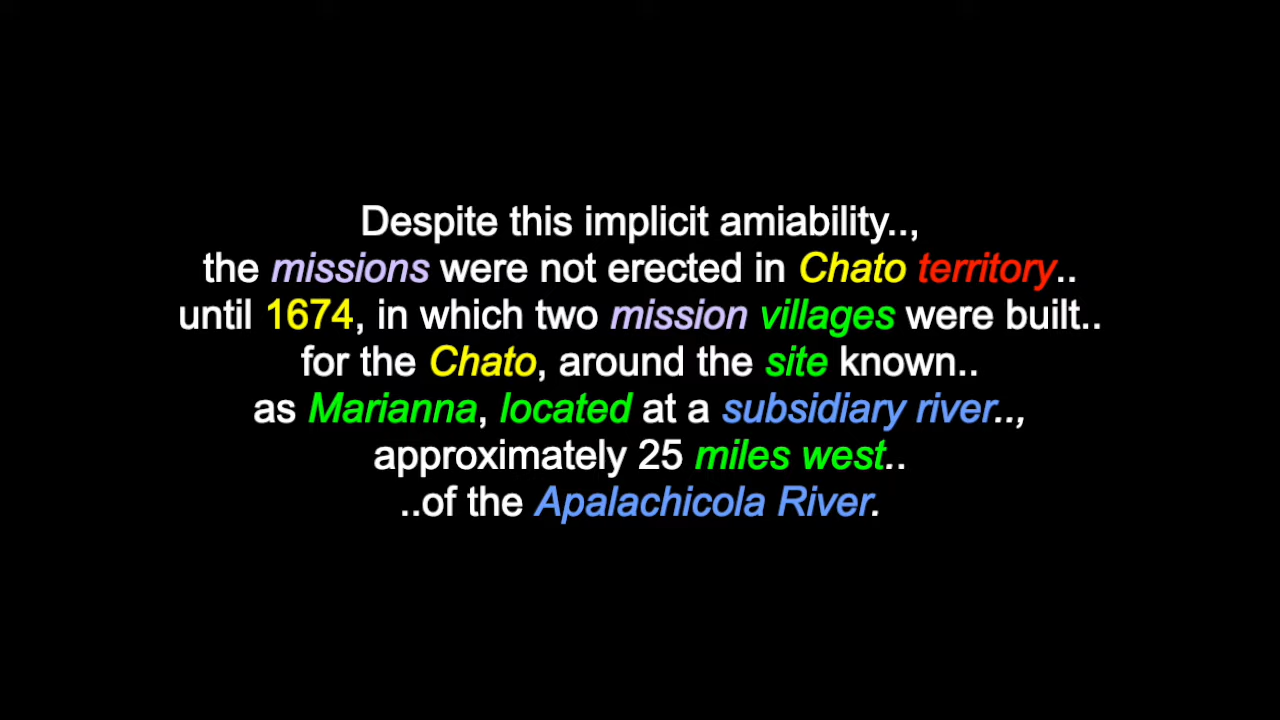 Despite this implicit amiability..,
the missions were not erected in Chato territory..
until 1674, in which two mission villages were built..
for the Chato, around the site known..
as Marianna, located at a subsidiary river..,
approximately 25 miles west..
..of the Apalachicola River.